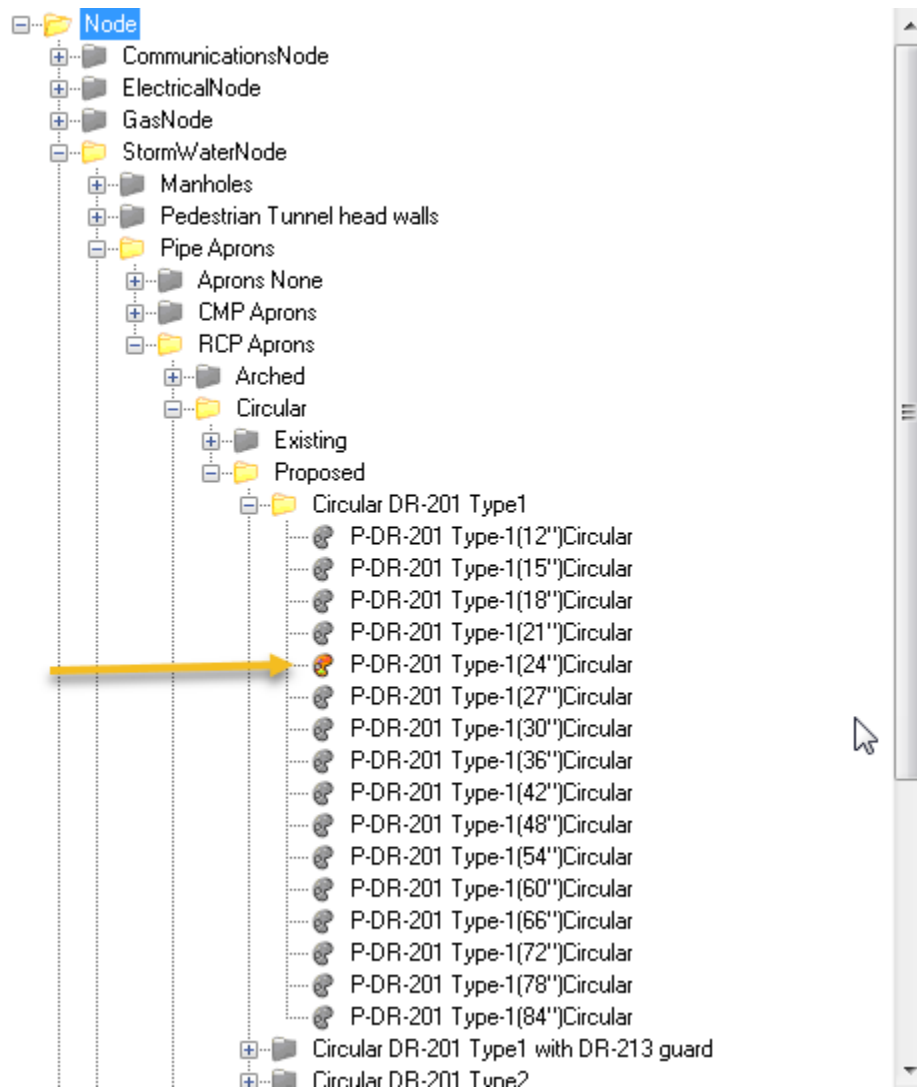 Node
CommunicationsNode
ElectricalNode
GasNode
StormWaterNode
Manholes
Pedestrian Tunnel head walls
Pipe Aprons
Aprons None
CMP Aprons
RCP Aprons
Arched
Circular
Existing
Proposed
Circular DR-201 Type1
P-DR-201 Type-1(12'')Circular
P-DR-201 Type-1(15'')Circular
P-DR-201 Type-1(18'')Circular
P-DR-201 Type-1(21'')Circular
P-DR-201 Type-1(24'')Circular
P-DR-201 Type-1(27'')Circular
P-DR-201 Type-1(30'')Circular
P-DR-201 Type-1(36'')Circular
P-DR-201 Type-1(42'')Circular
P-DR-201 Type-1(48'')Circular
P-DR-201 Type-1(54'')Circular
P-DR-201 Type-1(60'')Circular
P-DR-201 Type-1(66'')Circular
P-DR-201 Type-1(72'')Circular
P-DR-201 Type-1(78'')Circular
P-DR-201 Type-1(84'')Circular
Circular DR-201 Type1 with DR-213 guard
Circular DR-201 Type2